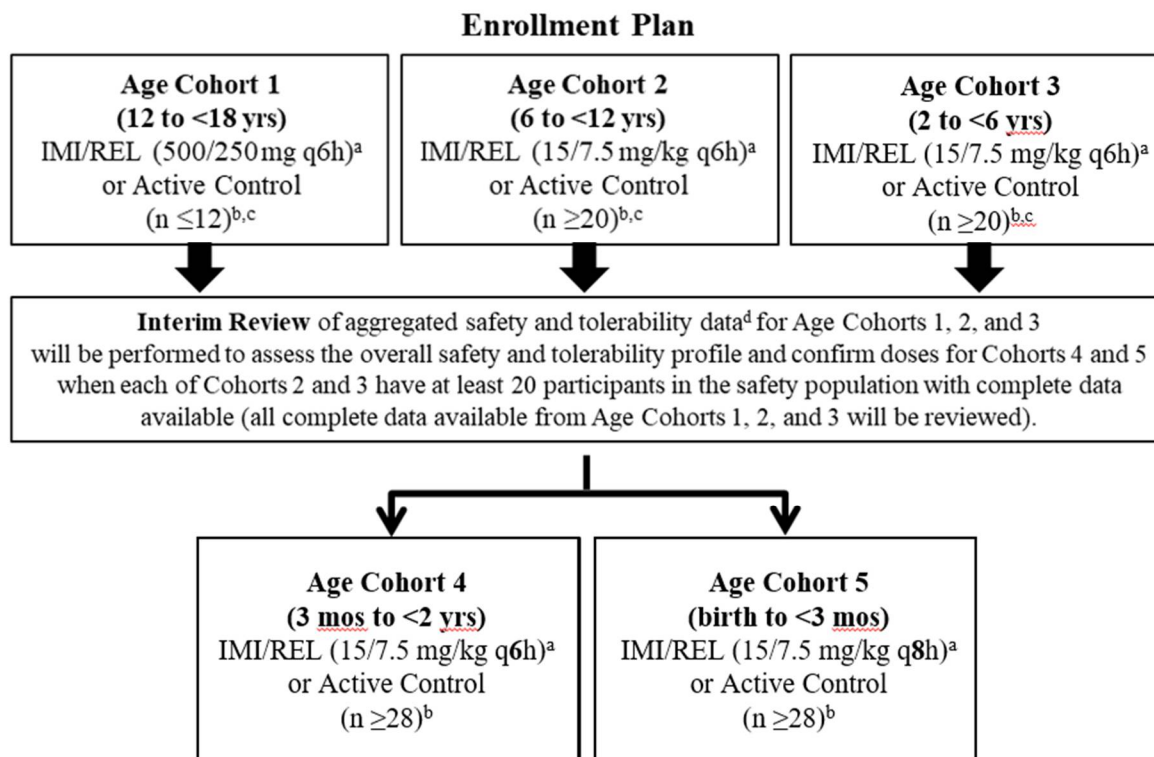 Enrollment Plan
Age Cohort 1
(12 to <18 yrs)
IMI/REL (500/250mg q6h)ᵃ
or Active Control
(n ≤12)ᵇ,ᶜ
Age Cohort 2
(6 to <12 yrs)
IMI/REL (15/7.5 mg/kg q6h)ᵃ
or Active Control
(n ≥20)ᵇ,ᶜ
Age Cohort 3
(2 to <6 yrs)
IMI/REL (15/7.5 mg/kg q6h)ᵃ
or Active Control
(n ≥20)ᵇ,ᶜ
Interim Review of aggregated safety and tolerability dataᵈ for Age Cohorts 1, 2, and 3
will be performed to assess the overall safety and tolerability profile and confirm doses for Cohorts 4 and 5
when each of Cohorts 2 and 3 have at least 20 participants in the safety population with complete data
available (all complete data available from Age Cohorts 1, 2, and 3 will be reviewed).
Age Cohort 4
(3 mos to <2 yrs)
IMI/REL (15/7.5 mg/kg q6h)ᵃ
or Active Control
(n ≥28)ᵇ
Age Cohort 5
(birth to <3 mos)
IMI/REL (15/7.5 mg/kg q8h)ᵃ
or Active Control
(n ≥28)ᵇ